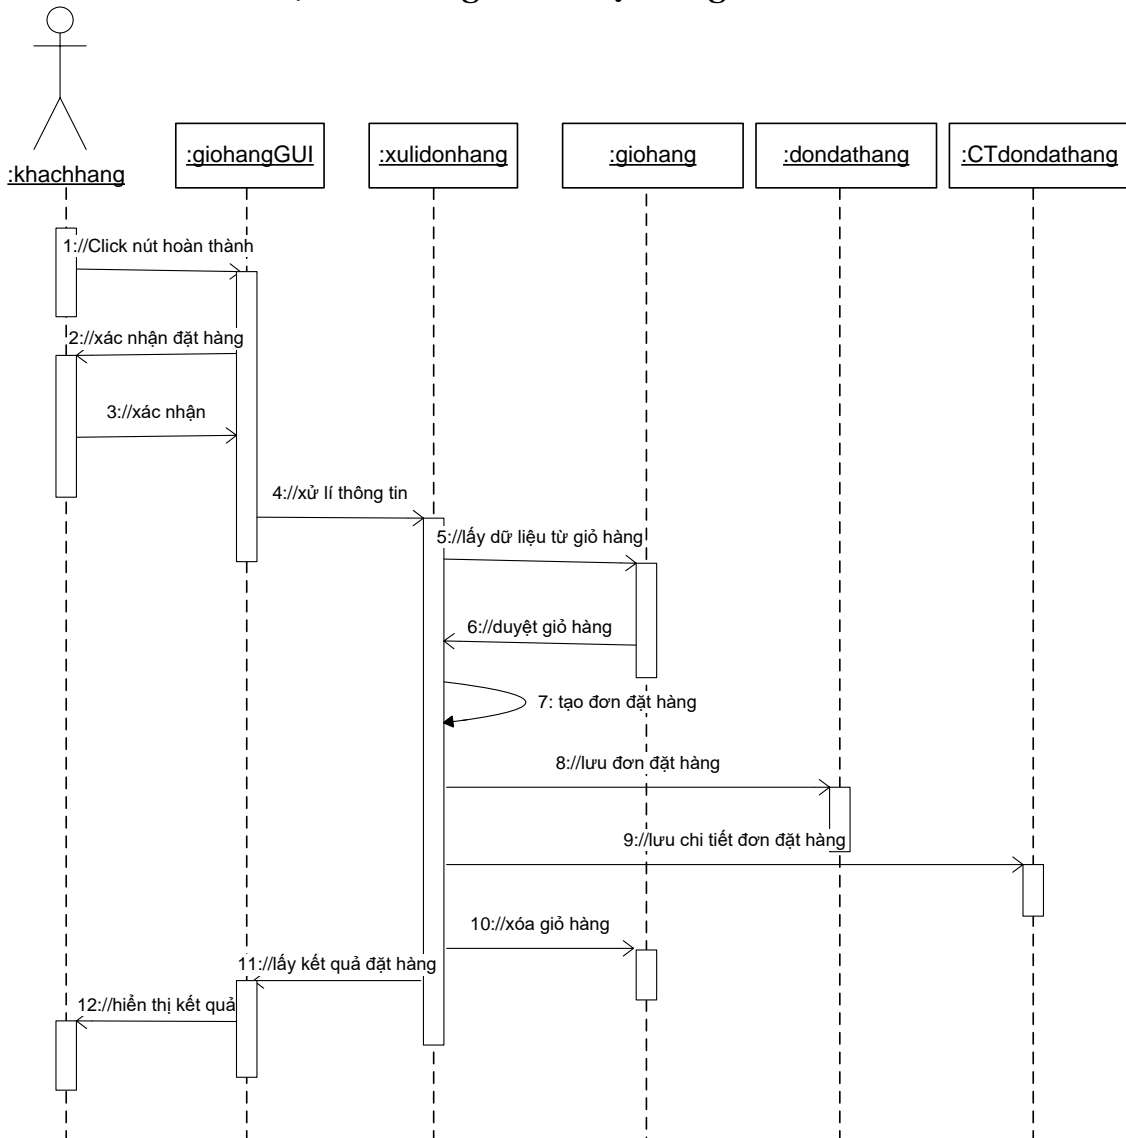 :khachhang
:giohangGUI
:xulidonhang
:giohang
:dondathang
:CTdondathang
1://Click nút hoàn thành
2://xác nhận đặt hàng
3://xác nhận
4://xử lí thông tin
5://lấy dữ liệu từ giỏ hàng
6://duyệt giỏ hàng
7: tạo đơn đặt hàng
8://lưu đơn đặt hàng
9://lưu chi tiết đơn đặt hàng
10://xóa giỏ hàng
11://lấy kết quả đặt hàng
12://hiển thị kết quả